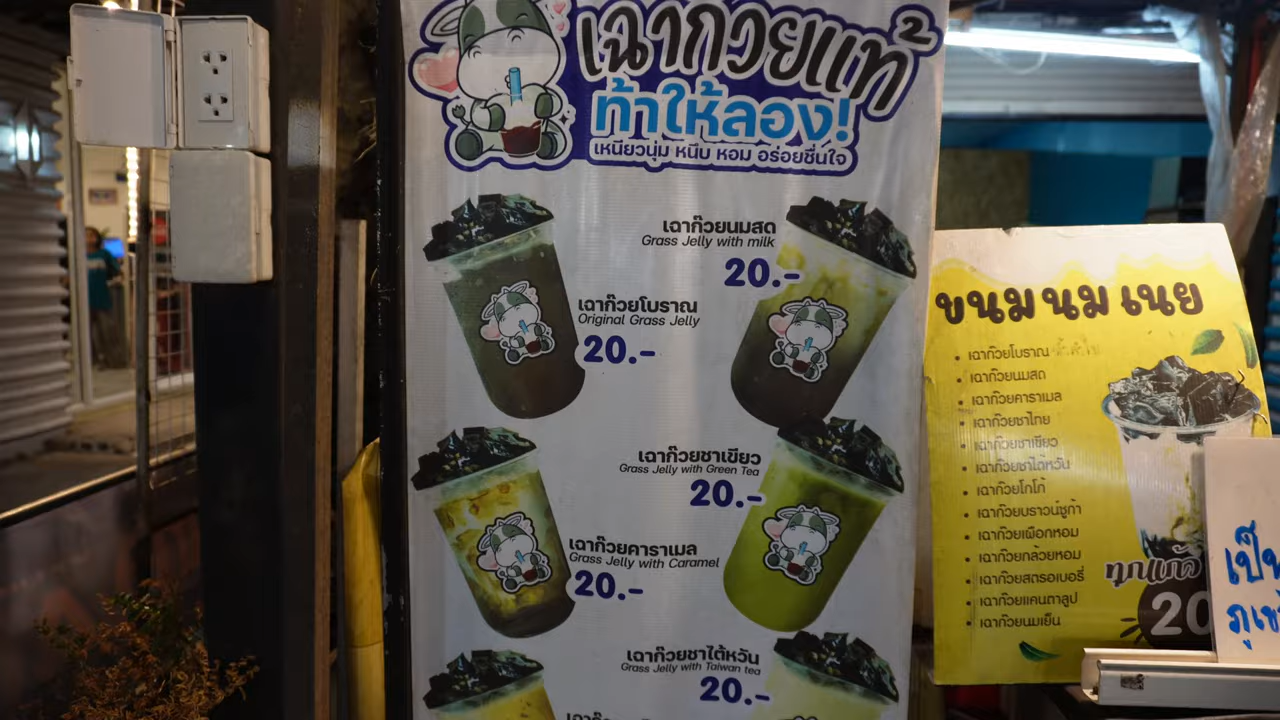 เฉาก๊วยแท้
ท้าให้ลอง!
เหนียวนุ่ม หนึบ หอม อร่อยชื่นใจ
เฉาก๊วยนมสด
Grass Jelly with milk
20.-
เฉาก๊วยโบราณ
Original Grass Jelly
20.-
เฉาก๊วยชาเขียว
Grass Jelly with Green Tea
20.-
เฉาก๊วยคาราเมล
Grass Jelly with Caramel
20.-
เฉาก๊วยชาไต้หวัน
Grass Jelly with Taiwan tea
20.-
ขนม นม เนย
• เฉาก๊วยโบราณ
• เฉาก๊วยนมสด
• เฉาก๊วยคาราเมล
• เฉาก๊วยชาไทย
• เฉาก๊วยชาเขียว
• เฉาก๊วยชาไต้หวัน
• เฉาก๊วยโกโก้
• เฉาก๊วยบราวน์ชูก้า
• เฉาก๊วยเผือกหอม
• เฉาก๊วยกล้วยหอม
• เฉาก๊วยสตรอเบอรี่
• เฉาก๊วยแคนตาลูป
• เฉาก๊วยนมเย็น
ทุกแก้ว
20